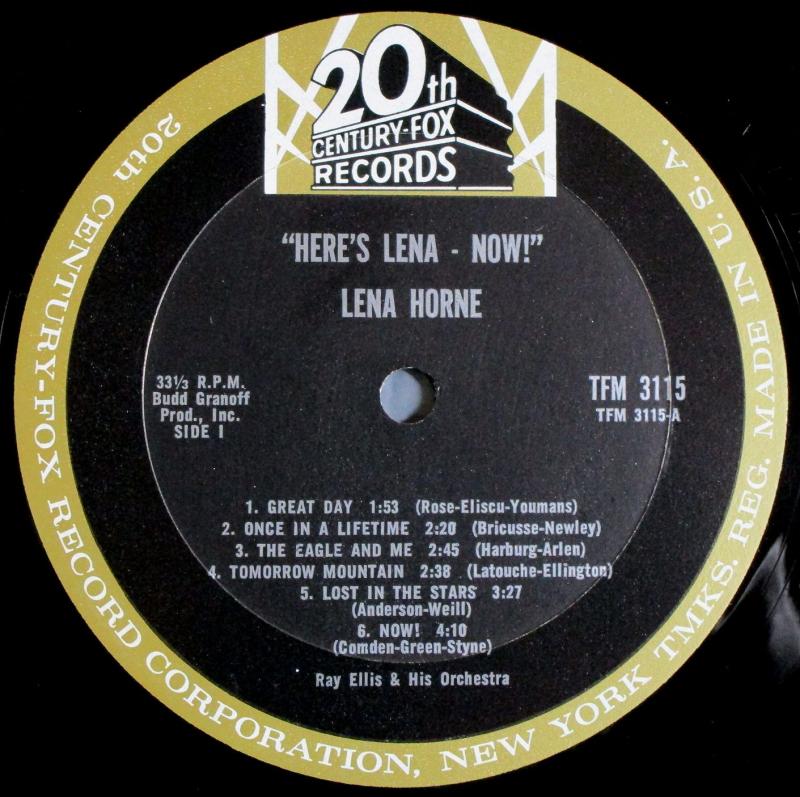 20th
CENTURY-FOX
RECORDS
"HERE'S LENA - NOW!"
LENA HORNE
33⅓ R.P.M.
Budd Granoff
Prod., Inc.
SIDE I
TFM 3115
TFM 3115-A
1. GREAT DAY 1:53 (Rose-Eliscu-Youmans)
2. ONCE IN A LIFETIME 2:20 (Bricusse-Newley)
3. THE EAGLE AND ME 2:45 (Harburg-Arlen)
4. TOMORROW MOUNTAIN 2:38 (Latouche-Ellington)
5. LOST IN THE STARS 3:27
(Anderson-Weill)
6. NOW! 4:10
(Comden-Green-Styne)
Ray Ellis & His Orchestra
20th CENTURY-FOX RECORD CORPORATION, NEW YORK TMKS. REG. MADE IN U.S.A.